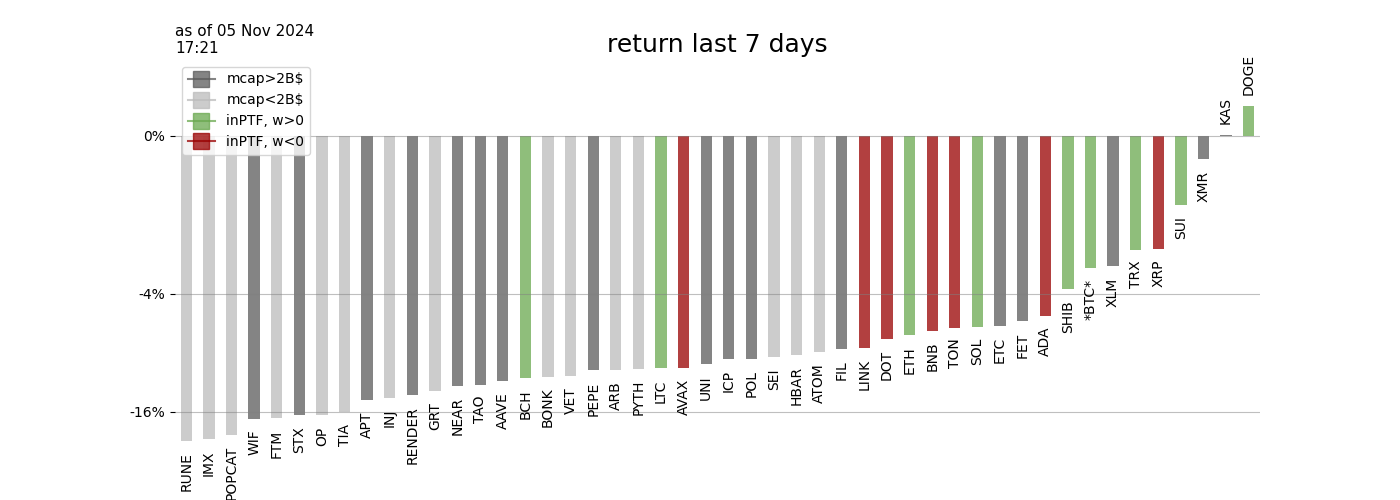 as of 05 Nov 2024
17:21
return last 7 days
mcap>2B$
mcap<2B$
inPTF, w>0
inPTF, w<0
0%
-4%
-16%
RUNE
IMX
POPCAT
WIF
FTM
STX
OP
TIA
APT
INJ
RENDER
GRT
NEAR
TAO
AAVE
BCH
BONK
VET
PEPE
ARB
PYTH
LTC
AVAX
UNI
ICP
POL
SEI
HBAR
ATOM
FIL
LINK
DOT
ETH
BNB
TON
SOL
ETC
FET
ADA
SHIB
*BTC*
XLM
TRX
XRP
SUI
XMR
KAS
DOGE